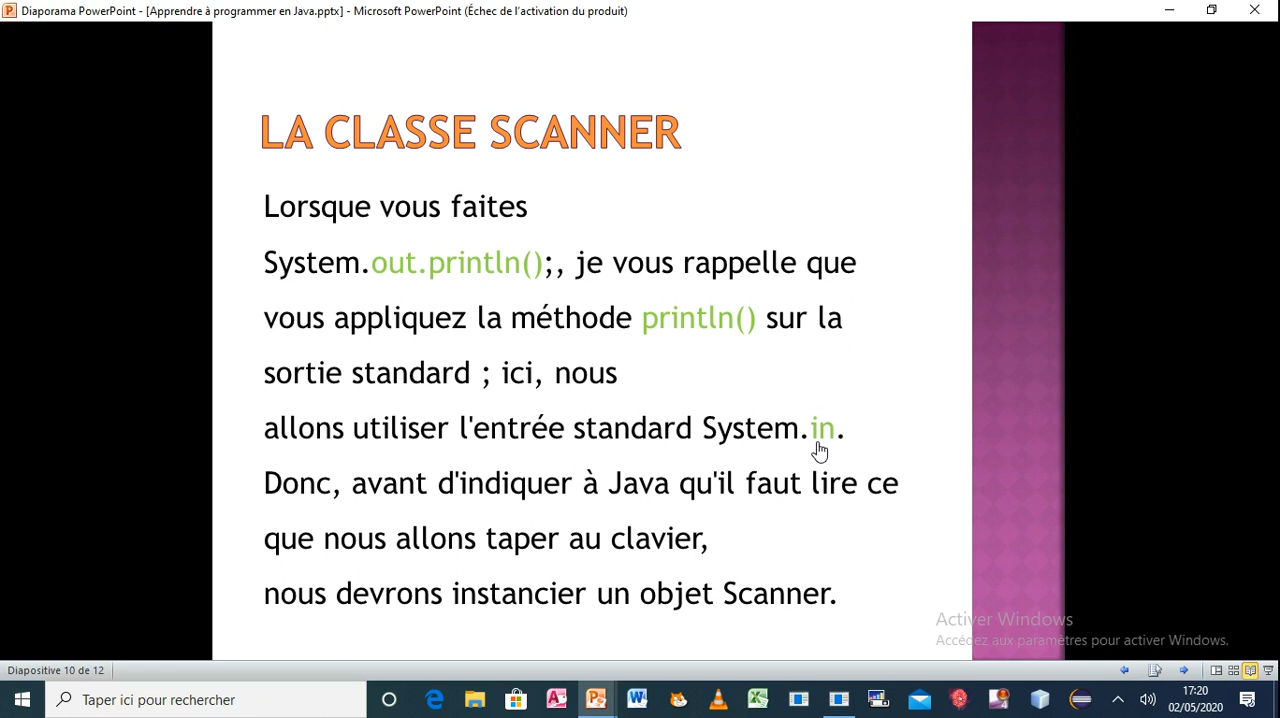 Diaporama PowerPoint - [Apprendre à programmer en Java.pptx] - Microsoft PowerPoint (Échec de l'activation du produit)
LA CLASSE SCANNER
Lorsque vous faites
System.out.println();, je vous rappelle que
vous appliquez la méthode println() sur la
sortie standard ; ici, nous
allons utiliser l'entrée standard System.in.
Donc, avant d'indiquer à Java qu'il faut lire ce
que nous allons taper au clavier,
nous devrons instancier un objet Scanner.
Activer Windows
Accédez aux paramètres pour activer Windows.
Diapositive 10 de 12
Taper ici pour rechercher
17:20
02/05/2020